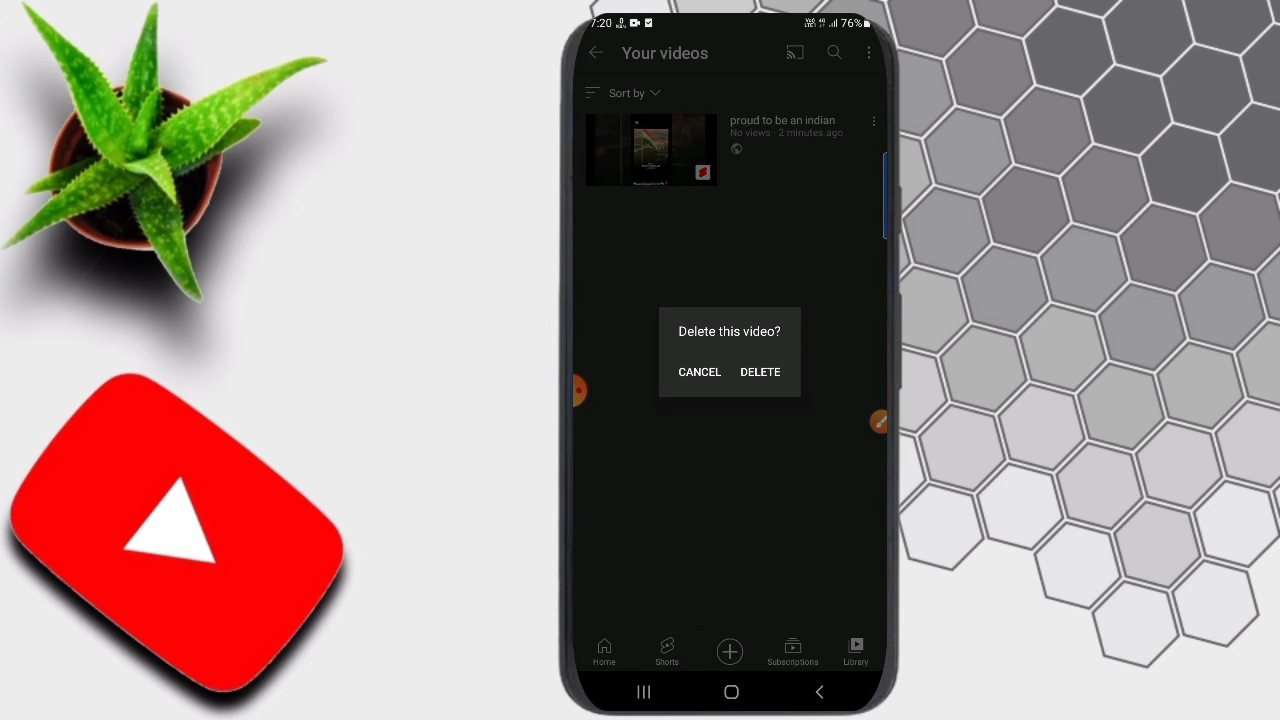 7:20
76%
Your videos
Sort by
proud to be an indian
No views · 2 minutes ago
Delete this video?
CANCEL DELETE
Home Shorts Subscriptions Library